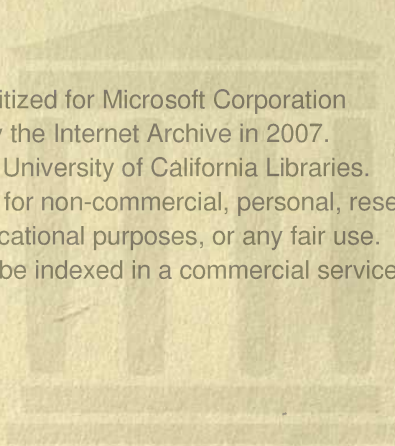 itized for Microsoft Corporation
the Internet Archive in 2007.
University of California Libraries.
for non-commercial, personal, rese
cational purposes, or any fair use.
be indexed in a commercial service